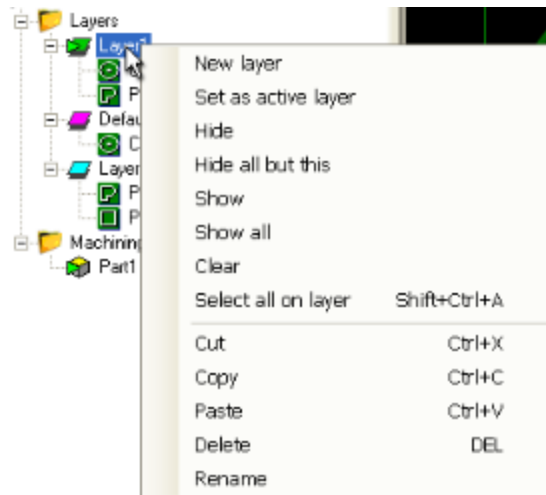 Layers
Layer1
Defau
Layer
Machining
Part1
New layer
Set as active layer
Hide
Hide all but this
Show
Show all
Clear
Select all on layer Shift+Ctrl+A
Cut Ctrl+X
Copy Ctrl+C
Paste Ctrl+V
Delete DEL
Rename